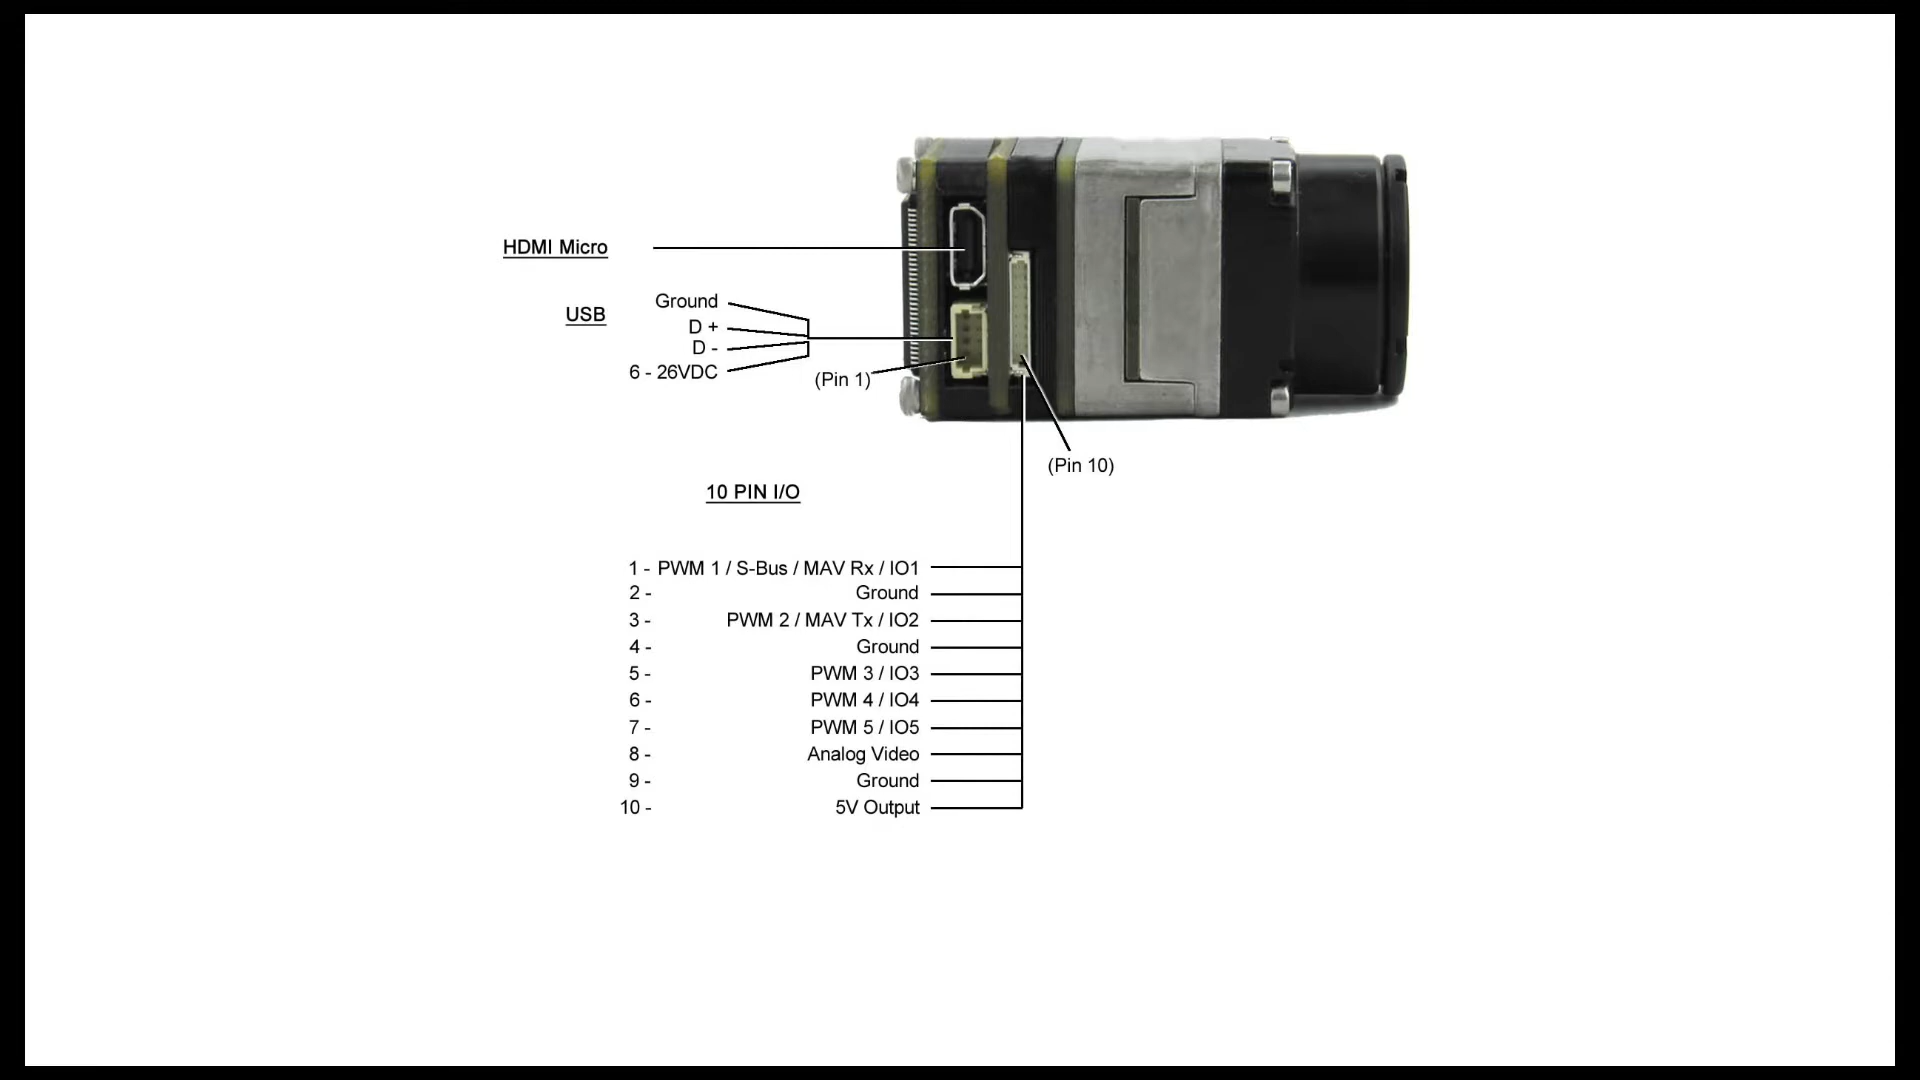 HDMI Micro
USB
Ground
D +
D -
6 - 26VDC
(Pin 1)
(Pin 10)
10 PIN I/O
1 - PWM 1 / S-Bus / MAV Rx / IO1
2 - Ground
3 - PWM 2 / MAV Tx / IO2
4 - Ground
5 - PWM 3 / IO3
6 - PWM 4 / IO4
7 - PWM 5 / IO5
8 - Analog Video
9 - Ground
10 - 5V Output